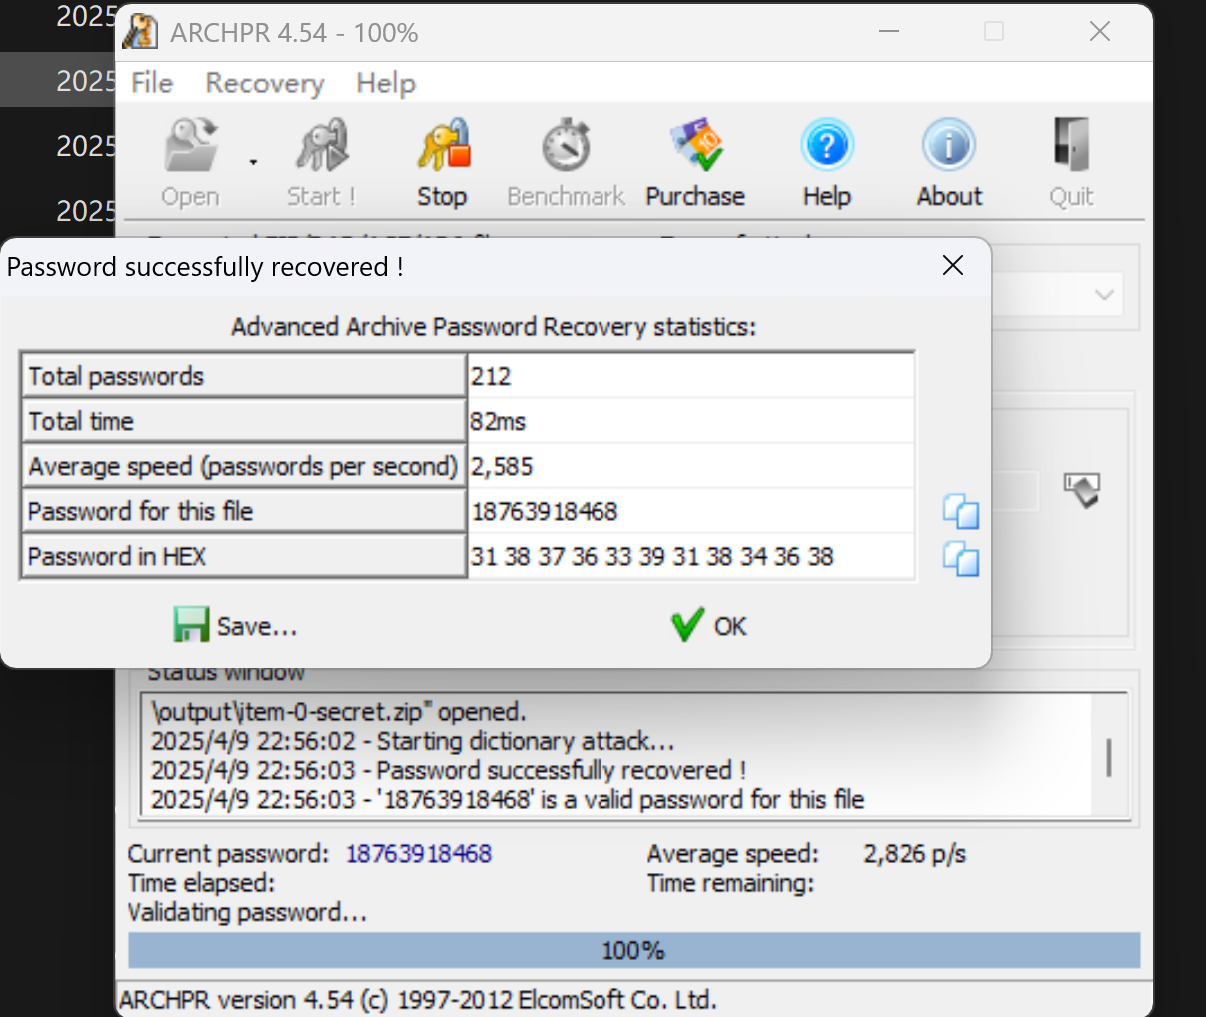 2025
ARCHPR 4.54 - 100%
2025
File Recovery Help
2025
Open Start ! Stop Benchmark Purchase Help About Quit
2025
Password successfully recovered !
Advanced Archive Password Recovery statistics:
Total passwords 212
Total time 82ms
Average speed (passwords per second) 2,585
Password for this file 18763918468
Password in HEX 31 38 37 36 33 39 31 38 34 36 38
Save... OK
Status window
\output\item-0-secret.zip" opened.
2025/4/9 22:56:02 - Starting dictionary attack...
2025/4/9 22:56:03 - Password successfully recovered !
2025/4/9 22:56:03 - '18763918468' is a valid password for this file
Current password: 18763918468 Average speed: 2,826 p/s
Time elapsed: Time remaining:
Validating password...
100%
ARCHPR version 4.54 (c) 1997-2012 ElcomSoft Co. Ltd.